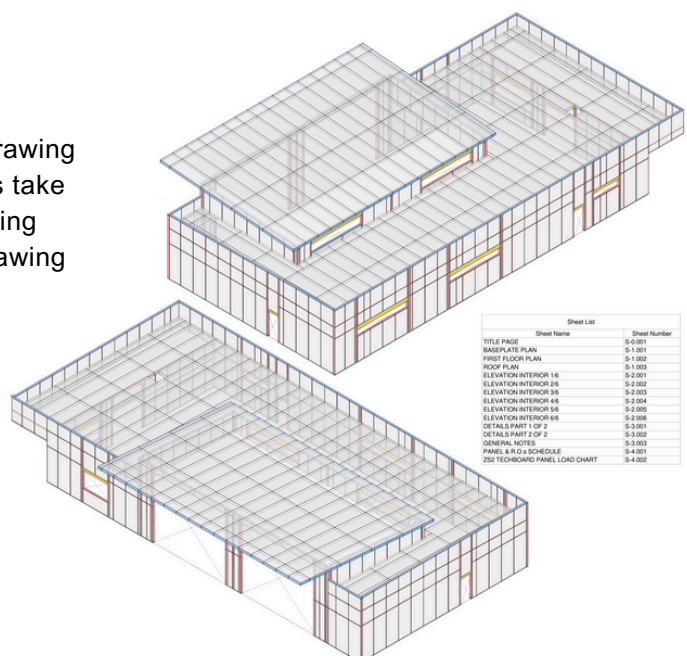 rawing
s take
ing
awing
Sheet List
Sheet Name Sheet Number
TITLE PAGE S-0.001
BASEPLATE PLAN S-1.001
FIRST FLOOR PLAN S-1.002
ROOF PLAN S-1.003
ELEVATION INTERIOR 1/6 S-2.001
ELEVATION INTERIOR 2/6 S-2.002
ELEVATION INTERIOR 3/6 S-2.003
ELEVATION INTERIOR 4/6 S-2.004
ELEVATION INTERIOR 5/6 S-2.005
ELEVATION INTERIOR 6/6 S-2.006
DETAILS PART 1 OF 2 S-3.001
DETAILS PART 2 OF 2 S-3.002
GENERAL NOTES S-3.003
PANEL & R.O.s SCHEDULE S-4.001
ZS2 TECHBOARD PANEL LOAD CHART S-4.002